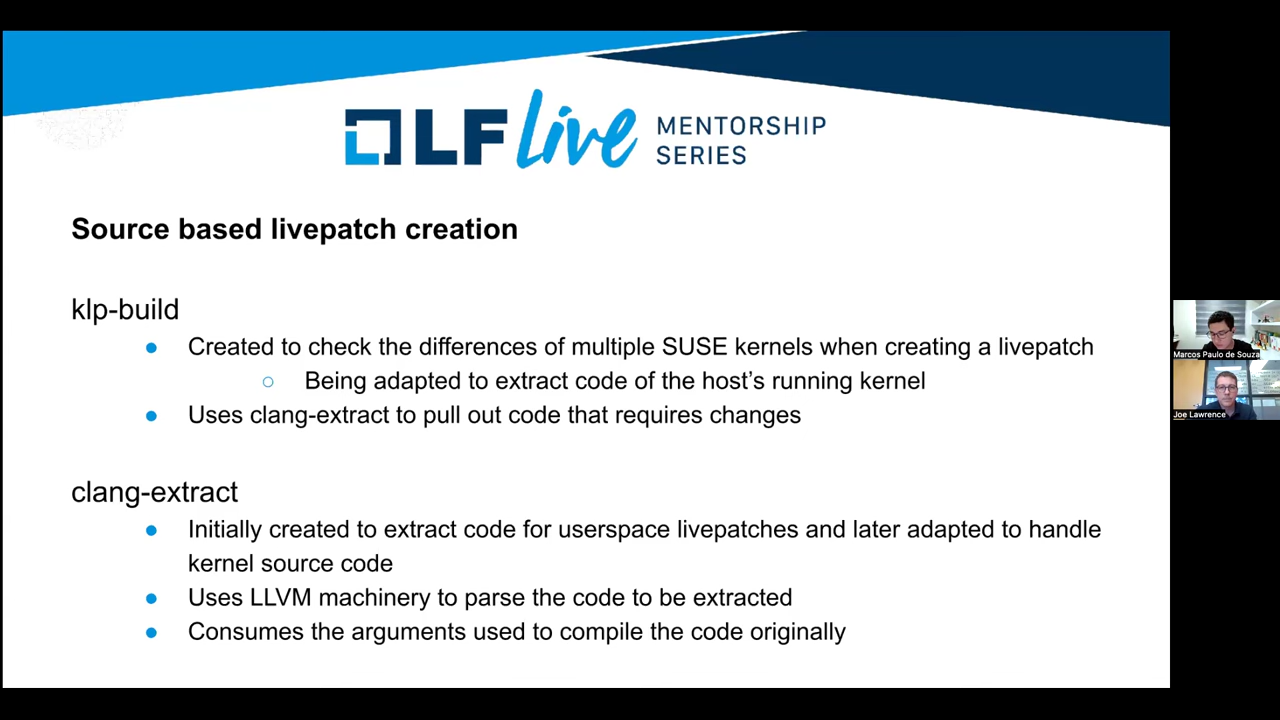 LF Live MENTORSHIP
SERIES
Source based livepatch creation
klp-build
● Created to check the differences of multiple SUSE kernels when creating a livepatch
○ Being adapted to extract code of the host's running kernel
● Uses clang-extract to pull out code that requires changes
clang-extract
● Initially created to extract code for userspace livepatches and later adapted to handle
kernel source code
● Uses LLVM machinery to parse the code to be extracted
● Consumes the arguments used to compile the code originally
Marcos Paulo de Souza
Joe Lawrence